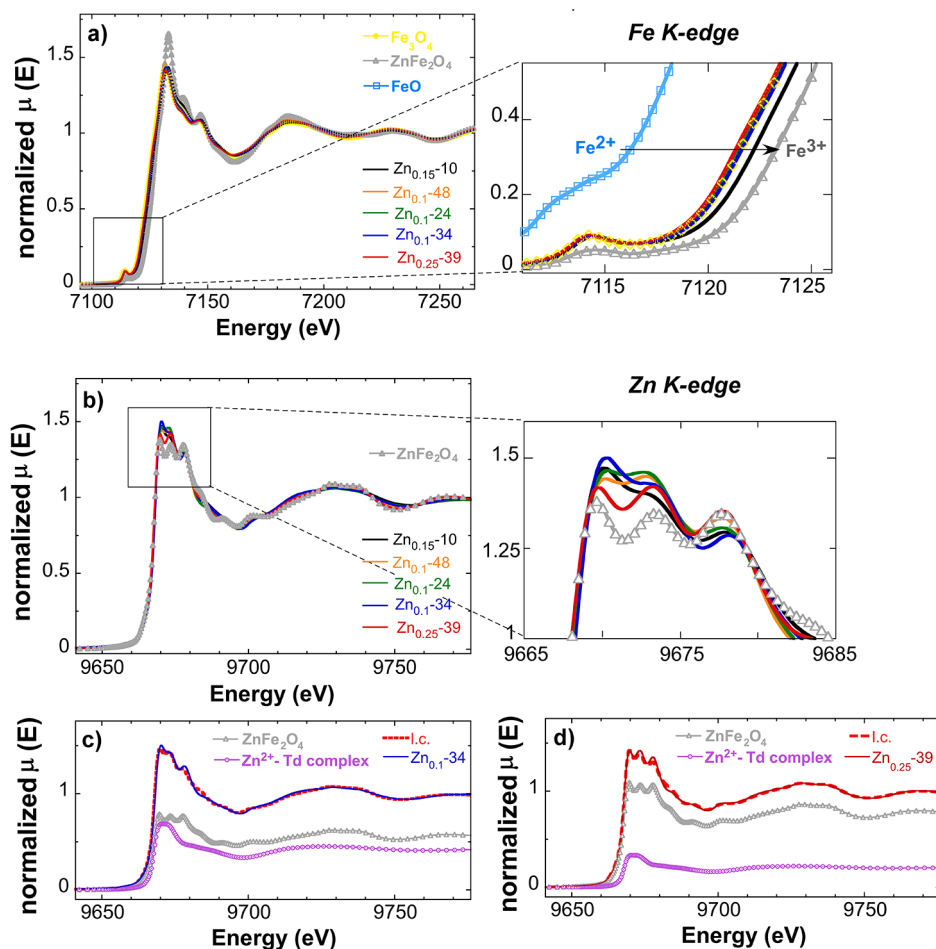 a)
Fe₃O₄
ZnFe₂O₄
FeO
Zn₀.₁₅-10
Zn₀.₁-48
Zn₀.₁-24
Zn₀.₁-34
Zn₀.₂₅-39
normalized μ (E)
1.5
1
0.5
0
7100 7150 7200 7250
Energy (eV)
Fe K-edge
Fe²⁺
Fe³⁺
0.4
0.2
0
7115 7120 7125
b)
ZnFe₂O₄
Zn₀.₁₅-10
Zn₀.₁-48
Zn₀.₁-24
Zn₀.₁-34
Zn₀.₂₅-39
normalized μ (E)
1.5
1
0.5
0
9650 9700 9750
Energy (eV)
Zn K-edge
1.5
1.25
1
9665 9675 9685
c)
ZnFe₂O₄ l.c.
Zn²⁺- Td complex Zn₀.₁-34
normalized μ (E)
1
0
9650 9700 9750
Energy (eV)
d)
ZnFe₂O₄ l.c.
Zn²⁺- Td complex Zn₀.₂₅-39
normalized μ (E)
1
0
9650 9700 9750
Energy (eV)